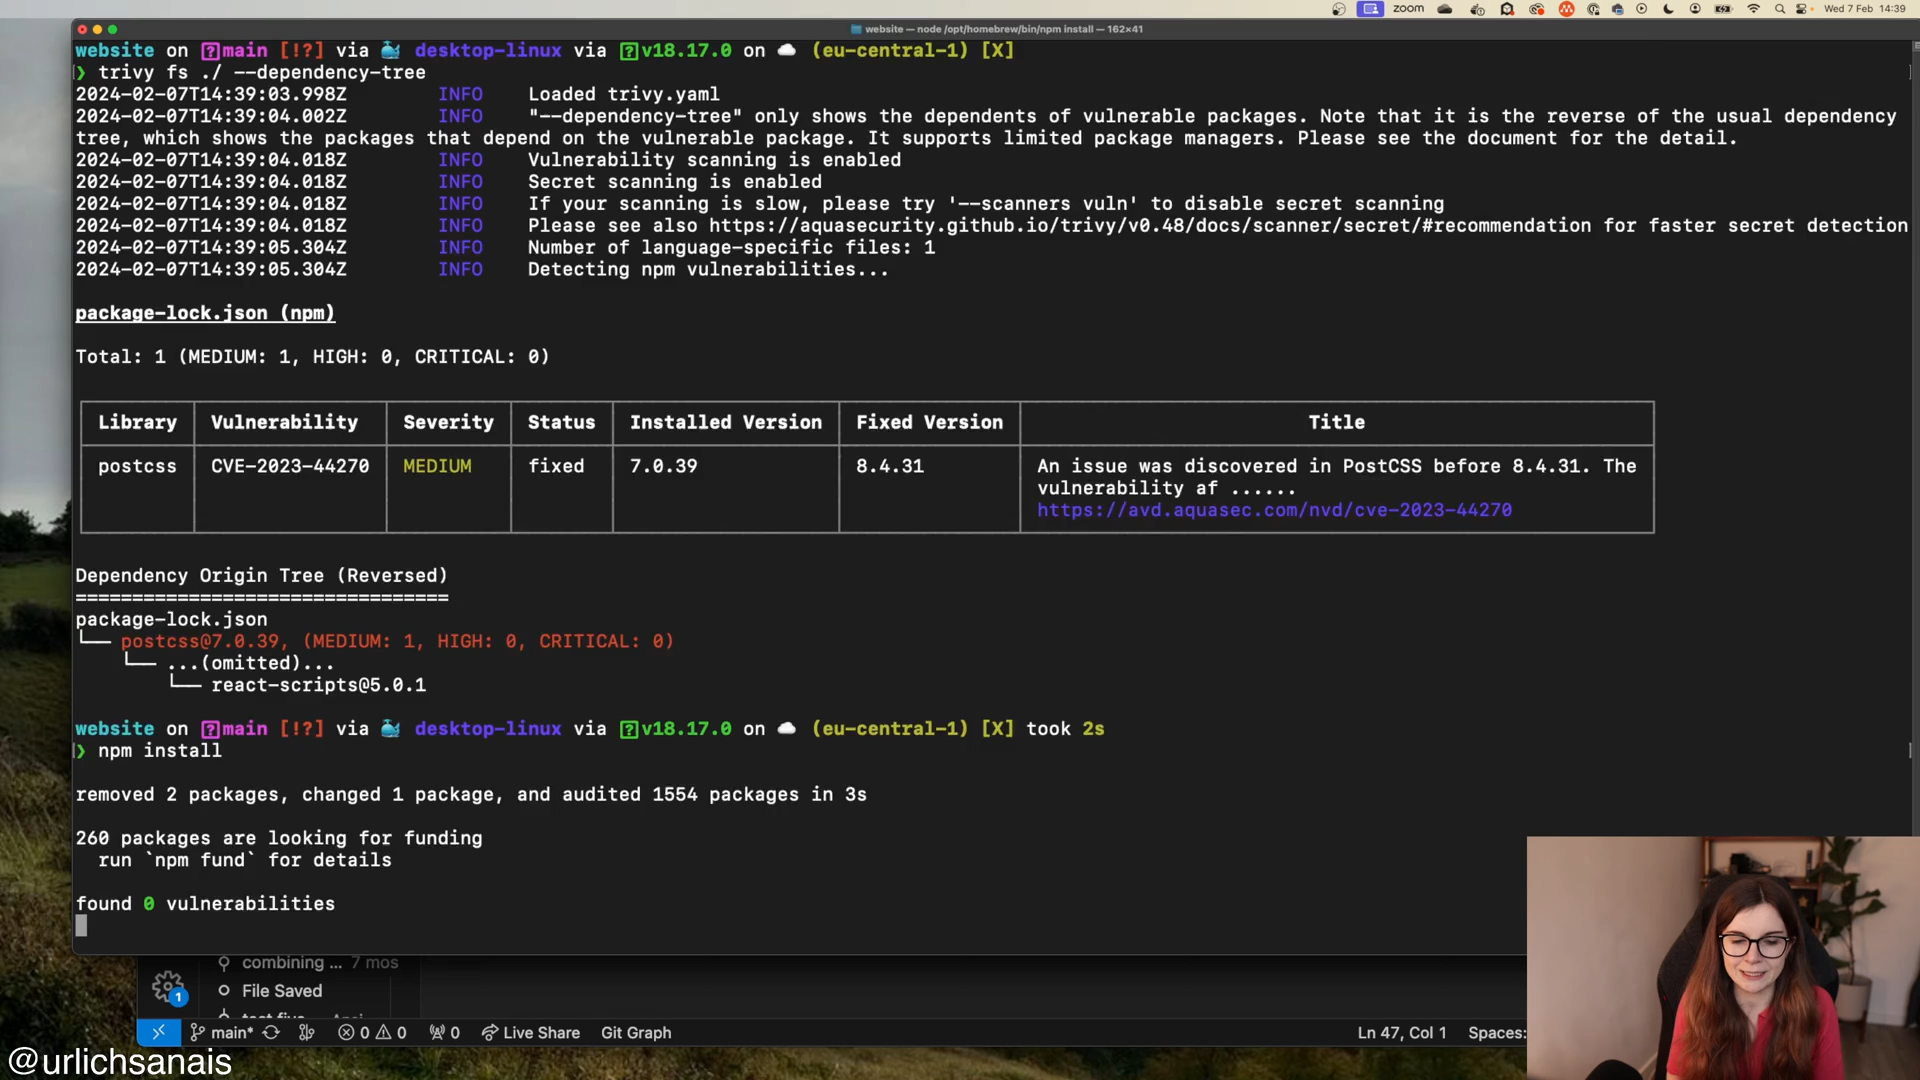 zoom
Wed 7 Feb 14:39
website — node /opt/homebrew/bin/npm install — 162×41
website on main [!?] via desktop-linux via v18.17.0 on (eu-central-1) [X]
❯ trivy fs ./ --dependency-tree
2024-02-07T14:39:03.998Z INFO Loaded trivy.yaml
2024-02-07T14:39:04.002Z INFO "--dependency-tree" only shows the dependents of vulnerable packages. Note that it is the reverse of the usual dependency
tree, which shows the packages that depend on the vulnerable package. It supports limited package managers. Please see the document for the detail.
2024-02-07T14:39:04.018Z INFO Vulnerability scanning is enabled
2024-02-07T14:39:04.018Z INFO Secret scanning is enabled
2024-02-07T14:39:04.018Z INFO If your scanning is slow, please try '--scanners vuln' to disable secret scanning
2024-02-07T14:39:04.018Z INFO Please see also https://aquasecurity.github.io/trivy/v0.48/docs/scanner/secret/#recommendation for faster secret detection
2024-02-07T14:39:05.304Z INFO Number of language-specific files: 1
2024-02-07T14:39:05.304Z INFO Detecting npm vulnerabilities...
package-lock.json (npm)
Total: 1 (MEDIUM: 1, HIGH: 0, CRITICAL: 0)
Library Vulnerability Severity Status Installed Version Fixed Version Title
postcss CVE-2023-44270 MEDIUM fixed 7.0.39 8.4.31 An issue was discovered in PostCSS before 8.4.31. The
vulnerability af ......
https://avd.aquasec.com/nvd/cve-2023-44270
Dependency Origin Tree (Reversed)
=================================
package-lock.json
└── postcss@7.0.39, (MEDIUM: 1, HIGH: 0, CRITICAL: 0)
└── ...(omitted)...
└── react-scripts@5.0.1
website on main [!?] via desktop-linux via v18.17.0 on (eu-central-1) [X] took 2s
❯ npm install
removed 2 packages, changed 1 package, and audited 1554 packages in 3s
260 packages are looking for funding
run `npm fund` for details
found 0 vulnerabilities
combining ... 7 mos
File Saved
1
main* 0 0 0 Live Share Git Graph Ln 47, Col 1 Spaces:
@urlichsanais